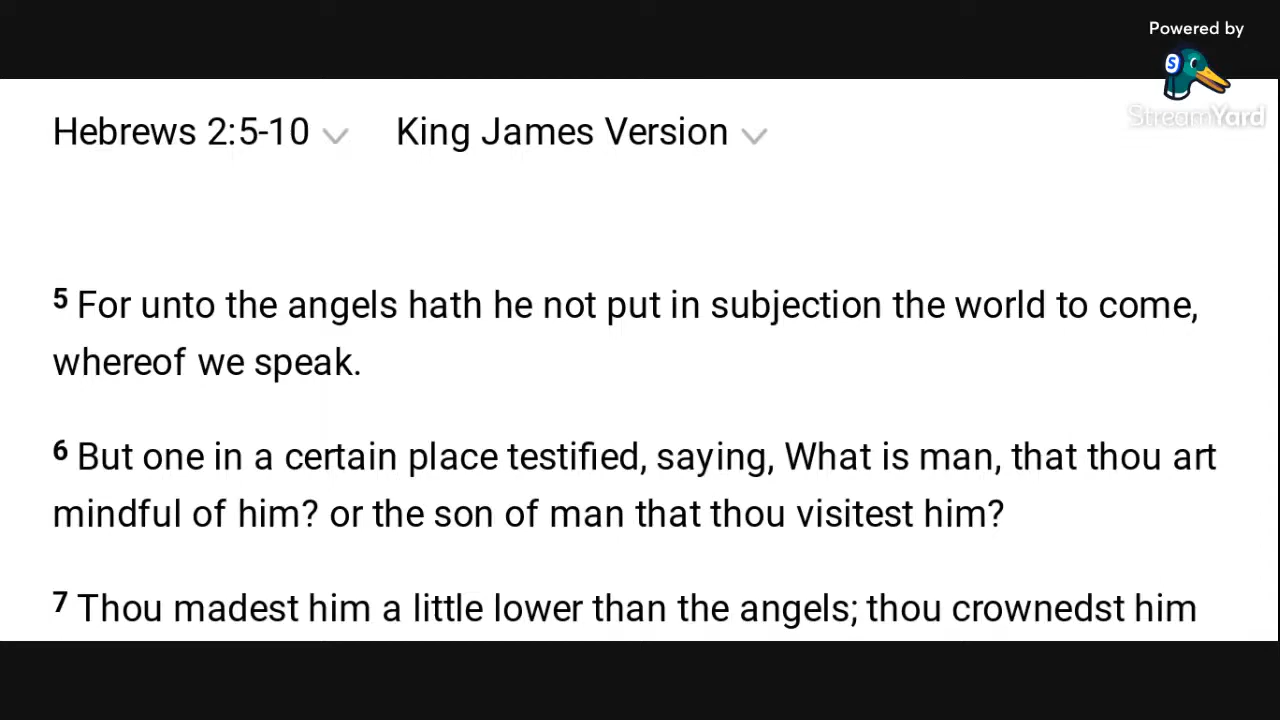 Powered by
S
StreamYard
Hebrews 2:5-10 King James Version
5 For unto the angels hath he not put in subjection the world to come,
whereof we speak.
6 But one in a certain place testified, saying, What is man, that thou art
mindful of him? or the son of man that thou visitest him?
7 Thou madest him a little lower than the angels; thou crownedst him